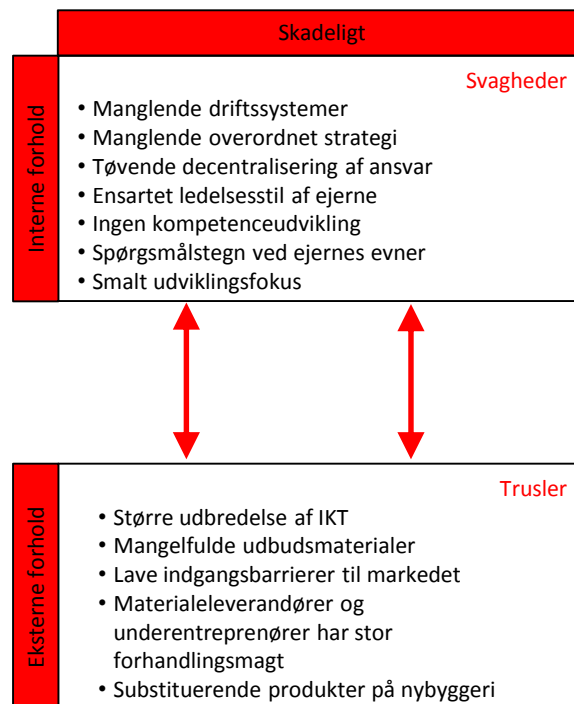 Skadeligt
Interne forhold
Svagheder
• Manglende driftssystemer
• Manglende overordnet strategi
• Tøvende decentralisering af ansvar
• Ensartet ledelsesstil af ejerne
• Ingen kompetenceudvikling
• Spørgsmålstegn ved ejernes evner
• Smalt udviklingsfokus
Eksterne forhold
Trusler
• Større udbredelse af IKT
• Mangelfulde udbudsmaterialer
• Lave indgangsbarrierer til markedet
• Materialeleverandører og
underentreprenører har stor
forhandlingsmagt
• Substituerende produkter på nybyggeri